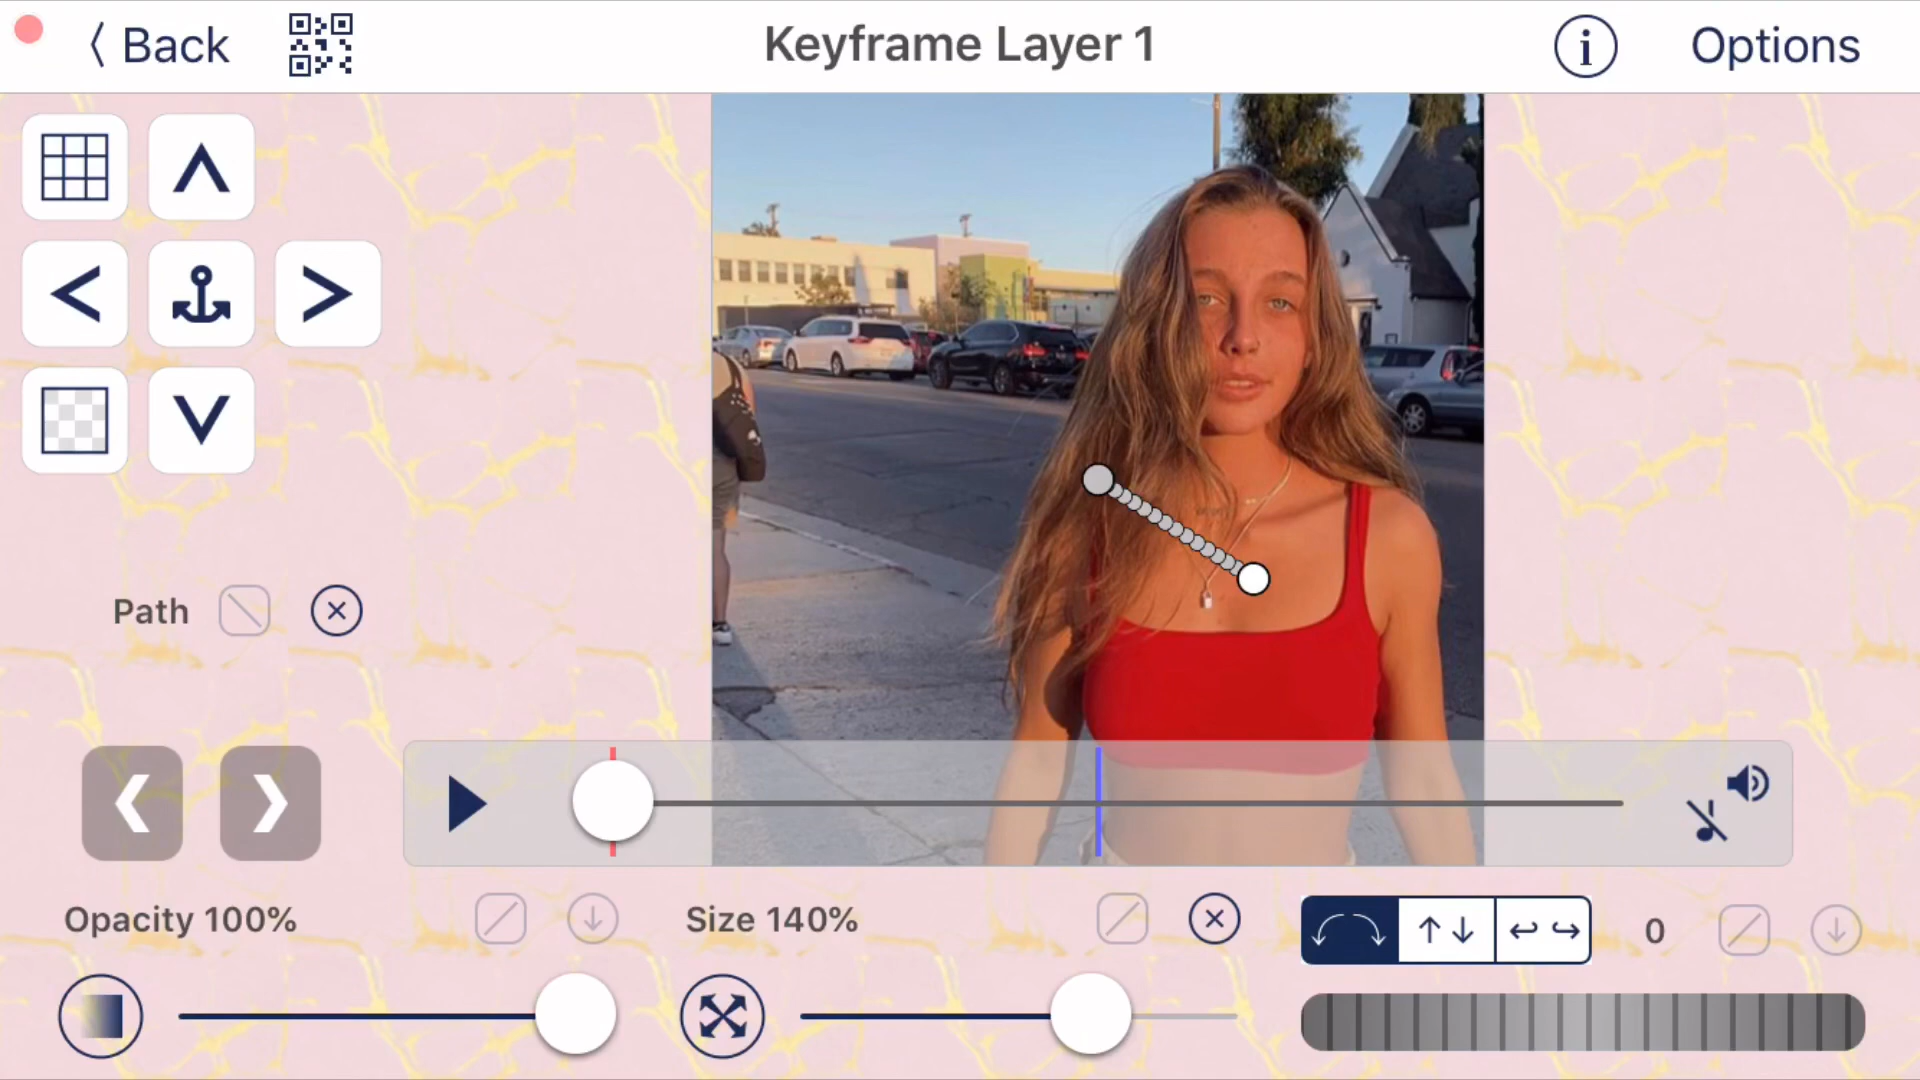 Back
Keyframe Layer 1
Options
Path
Opacity 100%
Size 140%
0